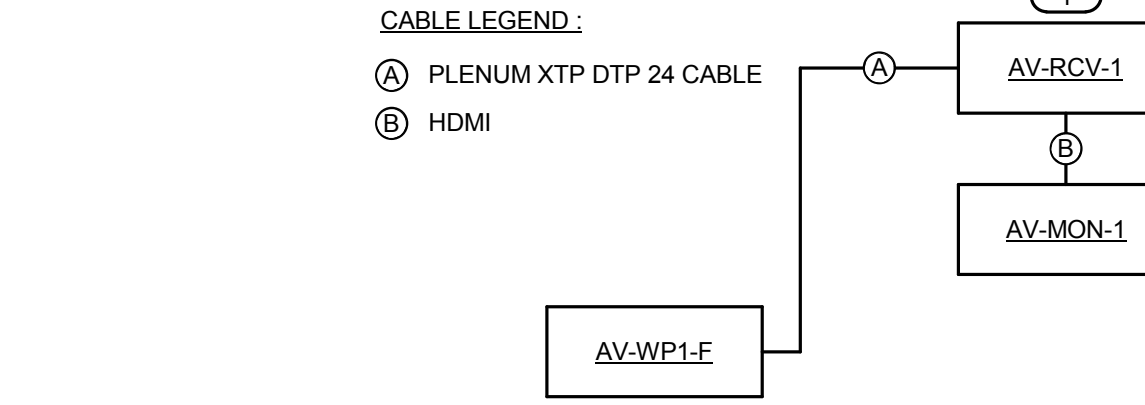 CABLE LEGEND :
Ⓐ PLENUM XTP DTP 24 CABLE
Ⓑ HDMI
A
AV-RCV-1
B
AV-MON-1
AV-WP1-F